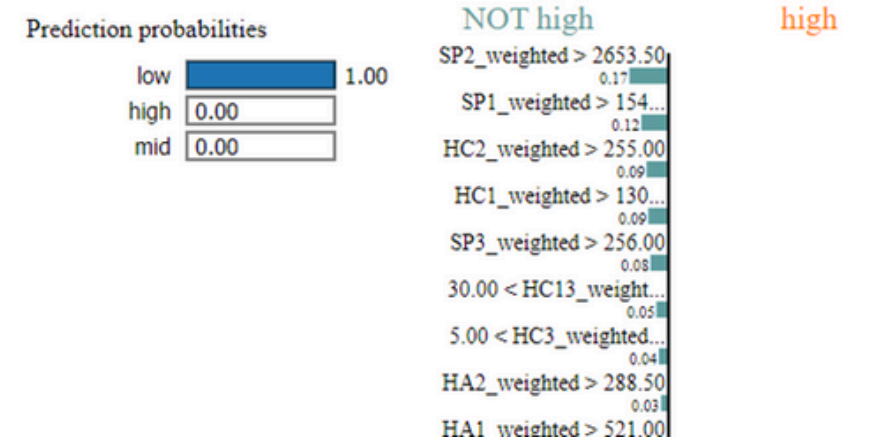 Prediction probabilities
low 1.00
high 0.00
mid 0.00
NOT high
high
SP2_weighted > 2653.50
0.17
SP1_weighted > 154...
0.12
HC2_weighted > 255.00
0.09
HC1_weighted > 130...
0.09
SP3_weighted > 256.00
0.08
30.00 < HC13_weight...
0.05
5.00 < HC3_weighted...
0.04
HA2_weighted > 288.50
0.03
HA1_weighted > 521.00